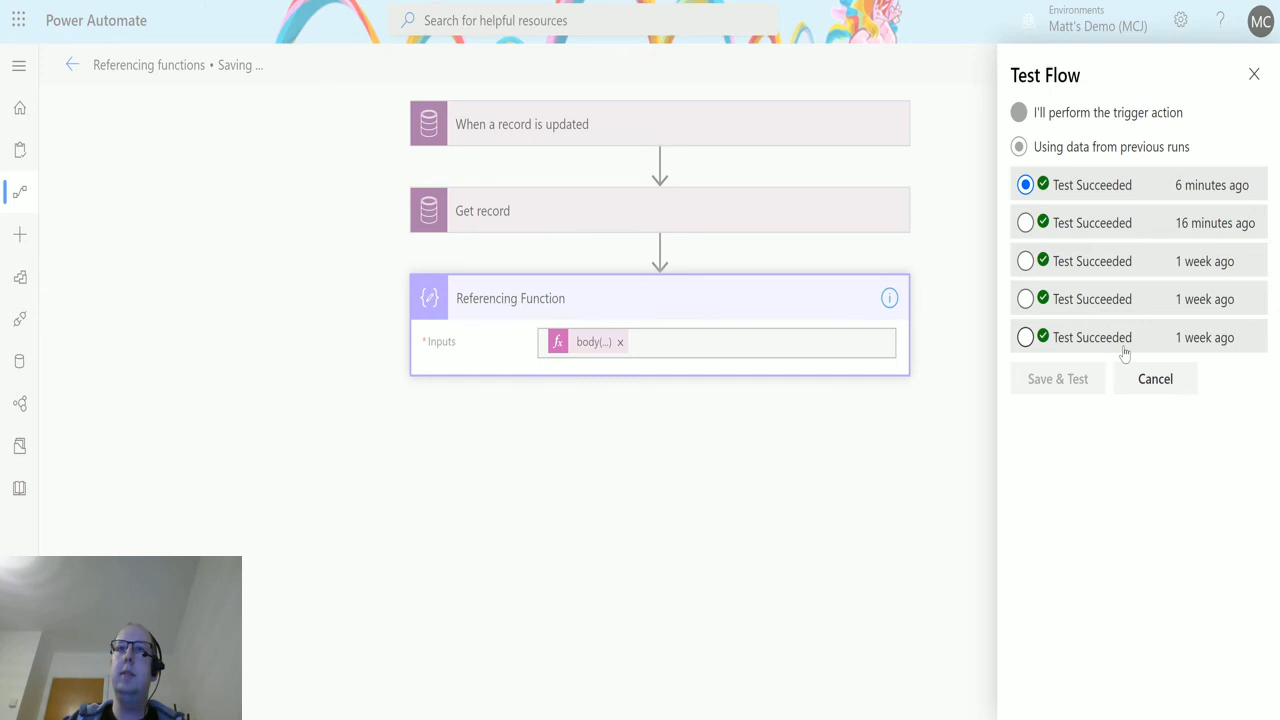 Power Automate
Search for helpful resources
Environments
Matt's Demo (MCJ)
MC
Referencing functions • Saving ...
When a record is updated
Get record
Referencing Function
* Inputs
fx body(...) x
Test Flow
I'll perform the trigger action
Using data from previous runs
Test Succeeded 6 minutes ago
Test Succeeded 16 minutes ago
Test Succeeded 1 week ago
Test Succeeded 1 week ago
Test Succeeded 1 week ago
Save & Test Cancel